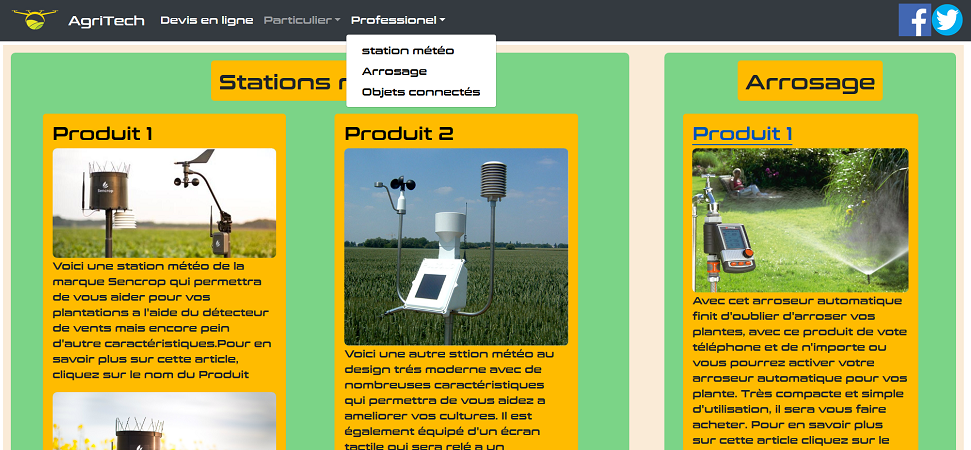 AgriTech Devis en ligne Particulier Professionel
station météo
Arrosage
Objets connectés
Stations
Arrosage
Produit 1
Voici une station météo de la
marque Sencrop qui permettra
de vous aider pour vos
plantations a l'aide du détecteur
de vents mais encore pein
d'autre caractéristiques.Pour en
savoir plus sur cette article,
cliquez sur le nom du Produit
Produit 2
Voici une autre sttion météo au
design trés moderne avec de
nombreuses caractéristiques
qui permettra de vous aidez a
ameliorer vos cultures. Il est
également équipé d'un écran
tactile qui sera relé a un
Produit 1
Avec cet arroseur automatique
finit d'oublier d'arroser vos
plantes, avec ce produit de vote
téléphone et de n'importe ou
vous pourrez activer votre
arroseur automatique pour vos
plante. Très compacte et simple
d'utilisation, il sera vous faire
acheter. Pour en savoir plus
sur cette article cliquez sur le